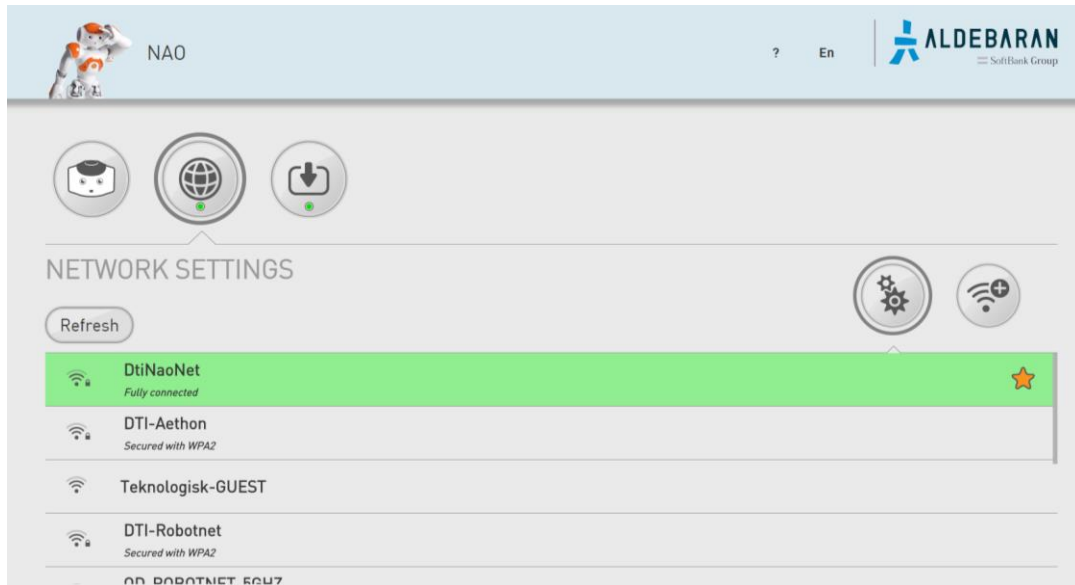 NAO
?
En
ALDEBARAN
SoftBank Group
NETWORK SETTINGS
Refresh
DtiNaoNet
Fully connected
DTI-Aethon
Secured with WPA2
Teknologisk-GUEST
DTI-Robotnet
Secured with WPA2